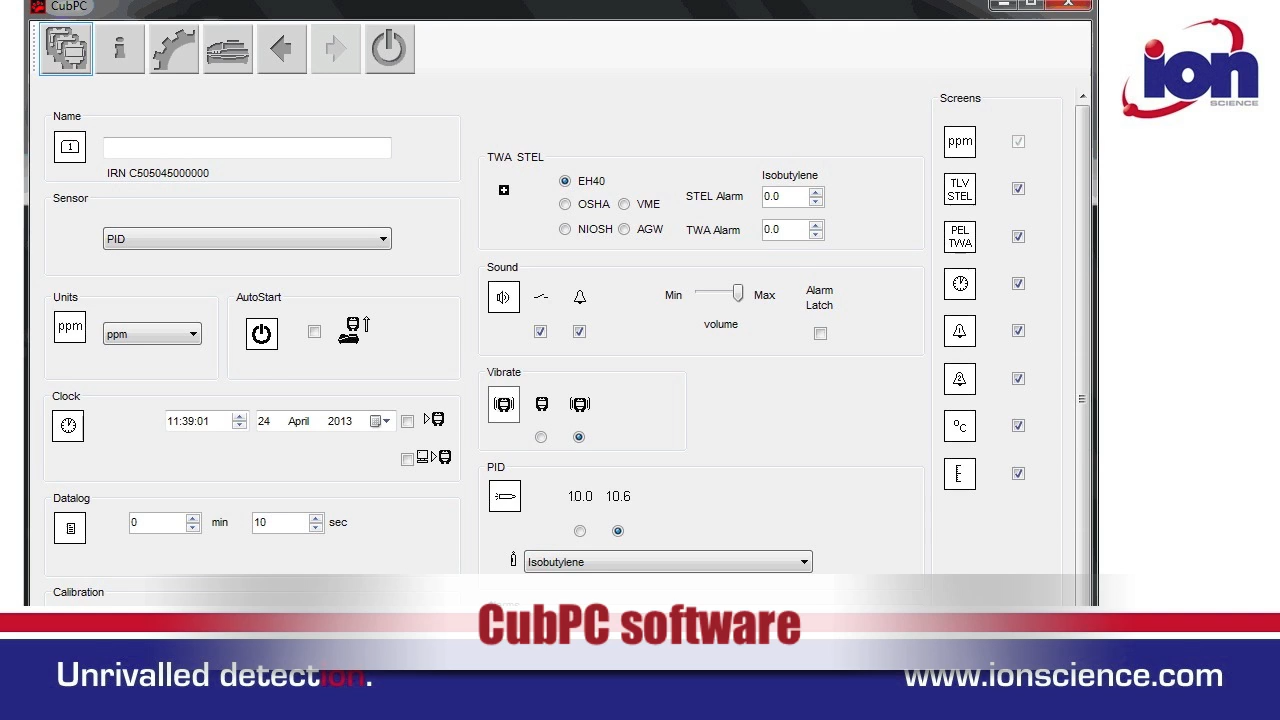 CubPC
Name
1
IRN C505045000000
Sensor
PID
Units
ppm
ppm
AutoStart
Clock
11:39:01
24 April 2013
Datalog
0 min 10 sec
Calibration
TWA STEL
EH40
OSHA VME
NIOSH AGW
Isobutylene
STEL Alarm 0.0
TWA Alarm 0.0
Sound
Min Max
volume
Alarm
Latch
Vibrate
PID
10.0 10.6
Isobutylene
Screens
ppm
TLV
STEL
PEL
TWA
1
2
°C
ion
SCIENCE
CubPC software
Unrivalled detection.
www.ionscience.com